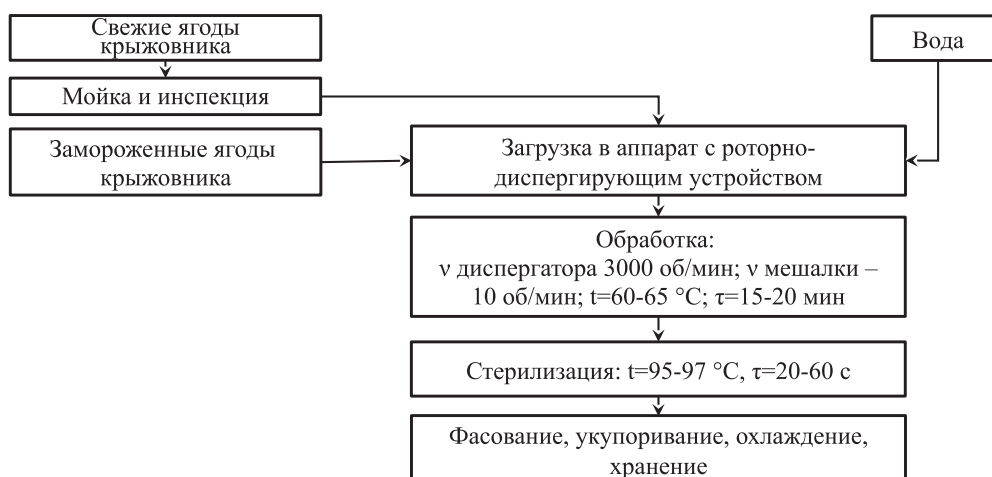 Свежие ягоды
крыжовника
Вода
Мойка и инспекция
Замороженные ягоды
крыжовника
Загрузка в аппарат с роторно-
диспергирующим устройством
Обработка:
ν диспергатора 3000 об/мин; ν мешалки –
10 об/мин; t=60-65 °C; τ=15-20 мин
Стерилизация: t=95-97 °C, τ=20-60 с
Фасование, укупоривание, охлаждение,
хранение